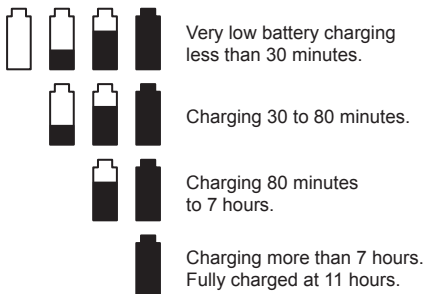 Very low battery charging
less than 30 minutes.
Charging 30 to 80 minutes.
Charging 80 minutes
to 7 hours.
Charging more than 7 hours.
Fully charged at 11 hours.